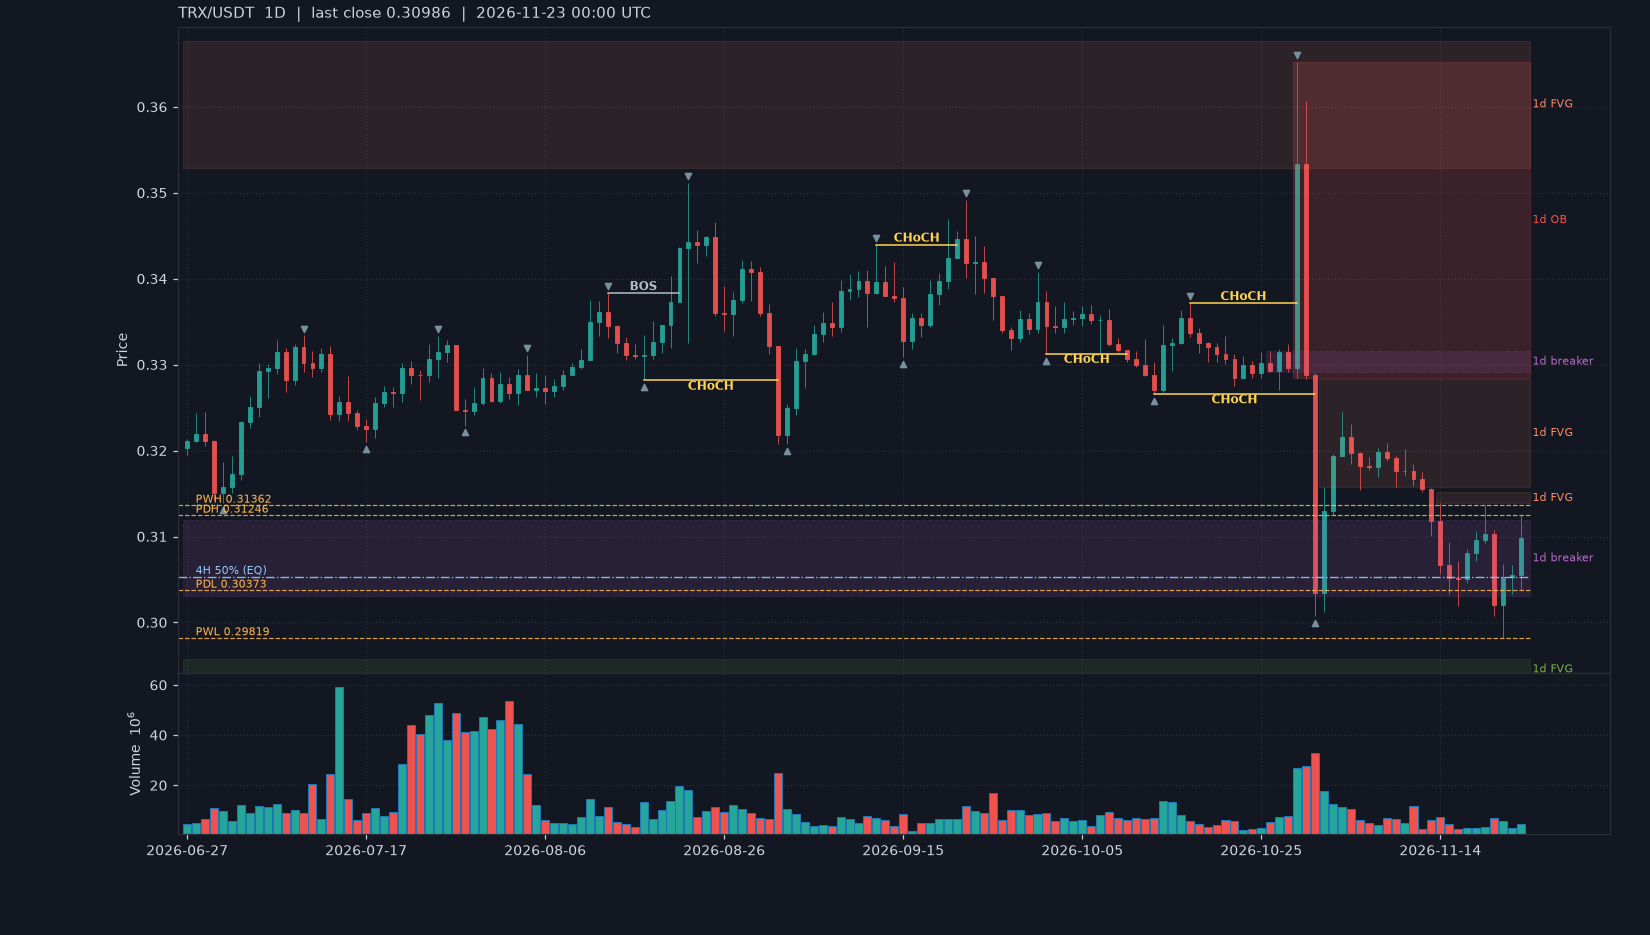 TRX/USDT 1D | last close 0.30986 | 2026-11-23 00:00 UTC
0.36
0.35
0.34
0.33
0.32
0.31
0.30
Price
1d FVG
1d OB
1d breaker
1d FVG
1d FVG
1d breaker
1d FVG
BOS
CHoCH
CHoCH
CHoCH
CHoCH
CHoCH
PWH 0.31362
PDH 0.31246
4H 50% (EQ)
PDL 0.30373
PWL 0.29819
60
40
20
Volume 10⁶
2026-06-27
2026-07-17
2026-08-06
2026-08-26
2026-09-15
2026-10-05
2026-10-25
2026-11-14